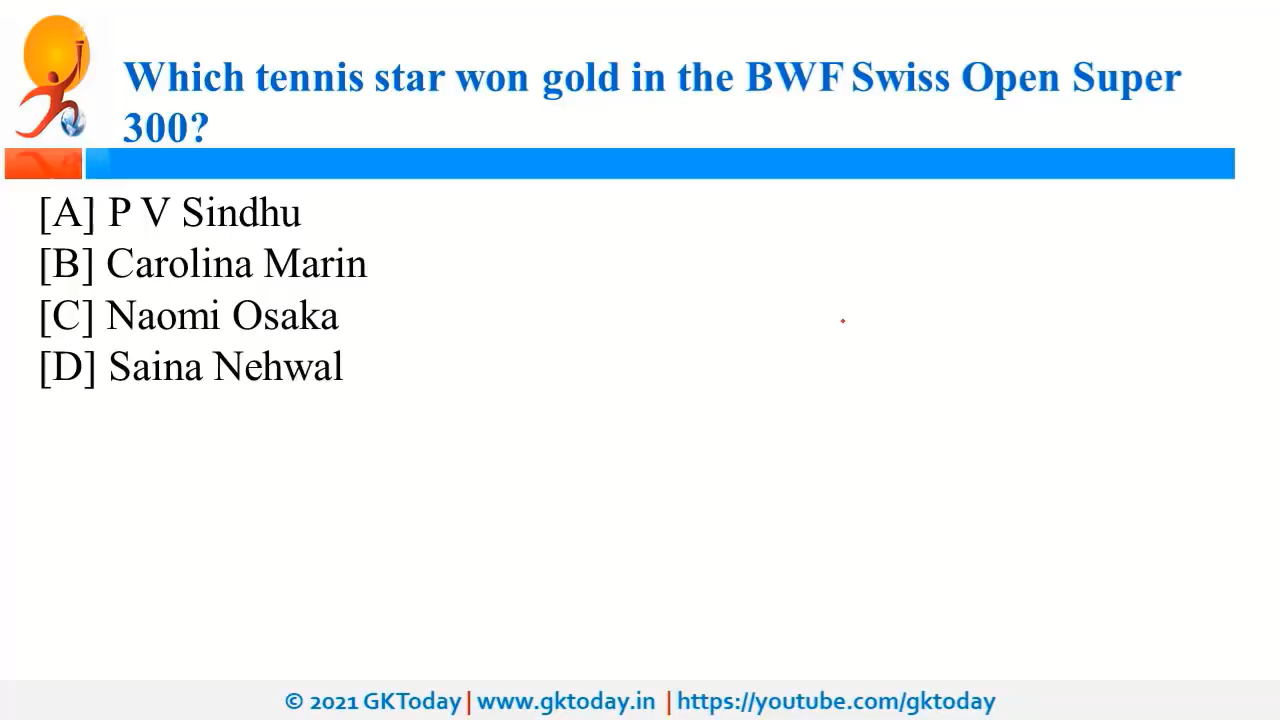 Which tennis star won gold in the BWF Swiss Open Super
300?
[A] P V Sindhu
[B] Carolina Marin
[C] Naomi Osaka
[D] Saina Nehwal
© 2021 GKToday | www.gktoday.in | https://youtube.com/gktoday